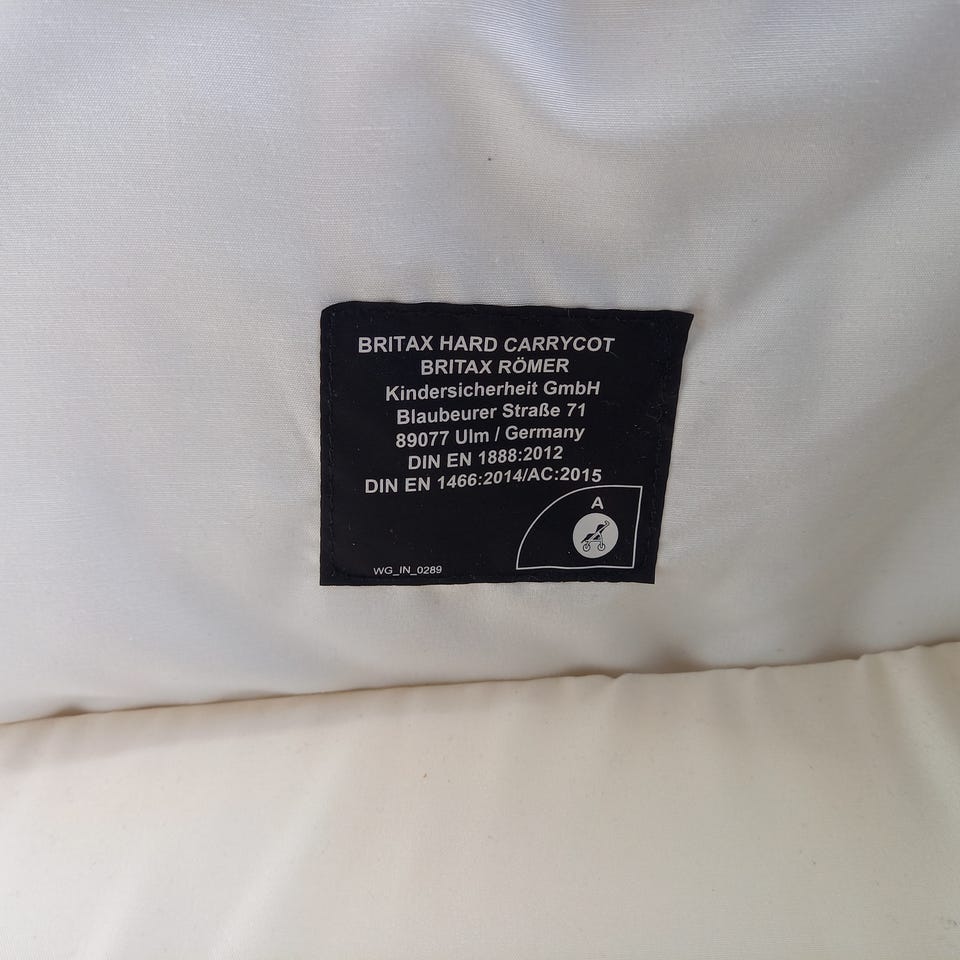 BRITAX HARD CARRYCOT
BRITAX RÖMER
Kindersicherheit GmbH
Blaubeurer Straße 71
89077 Ulm / Germany
DIN EN 1888:2012
DIN EN 1466:2014/AC:2015
A
WG_IN_0289